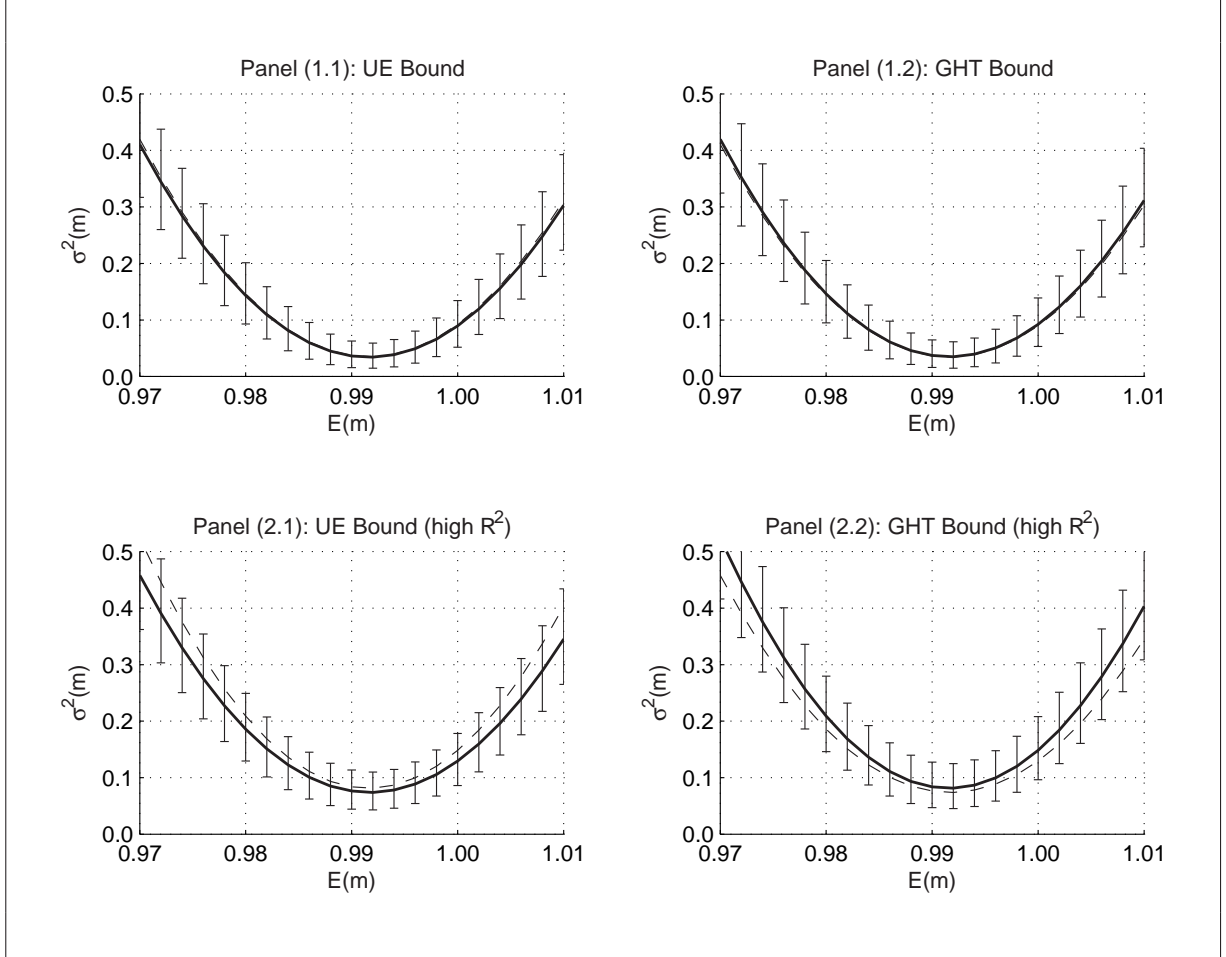 Panel (1.1): UE Bound
0.5
0.4
0.3
0.2
0.1
0.0
σ²(m)
0.97 0.98 0.99 1.00 1.01
E(m)
Panel (1.2): GHT Bound
0.5
0.4
0.3
0.2
0.1
0.0
σ²(m)
0.97 0.98 0.99 1.00 1.01
E(m)
Panel (2.1): UE Bound (high R²)
0.5
0.4
0.3
0.2
0.1
0.0
σ²(m)
0.97 0.98 0.99 1.00 1.01
E(m)
Panel (2.2): GHT Bound (high R²)
0.5
0.4
0.3
0.2
0.1
0.0
σ²(m)
0.97 0.98 0.99 1.00 1.01
E(m)